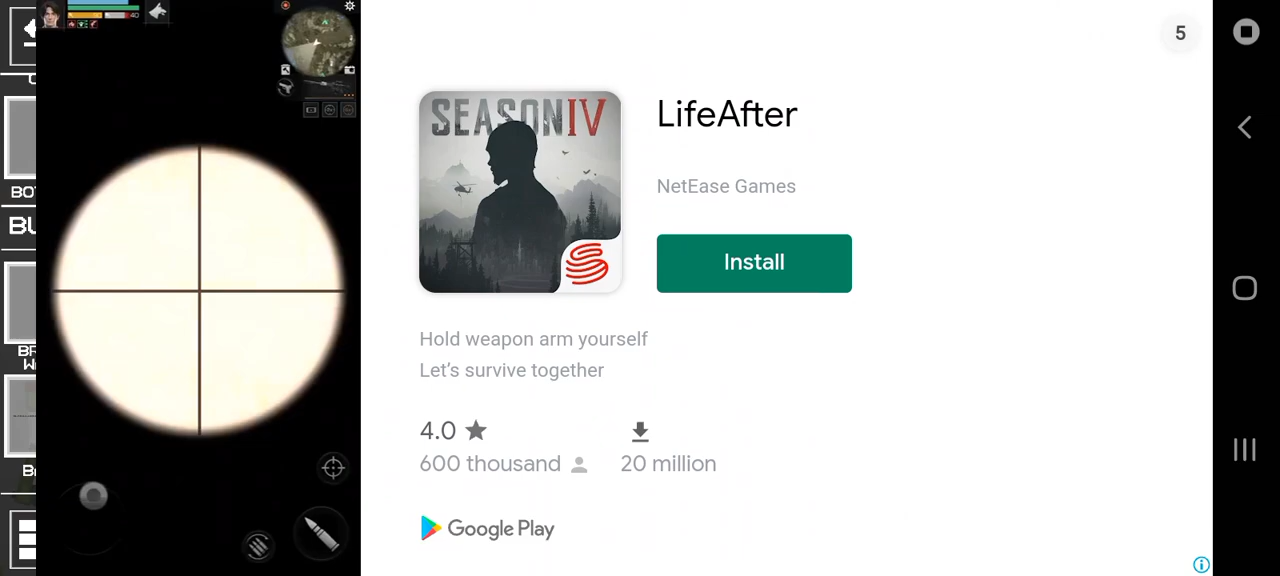 5
SEASON IV
LifeAfter
NetEase Games
Install
Hold weapon arm yourself
Let's survive together
4.0
600 thousand
20 million
Google Play